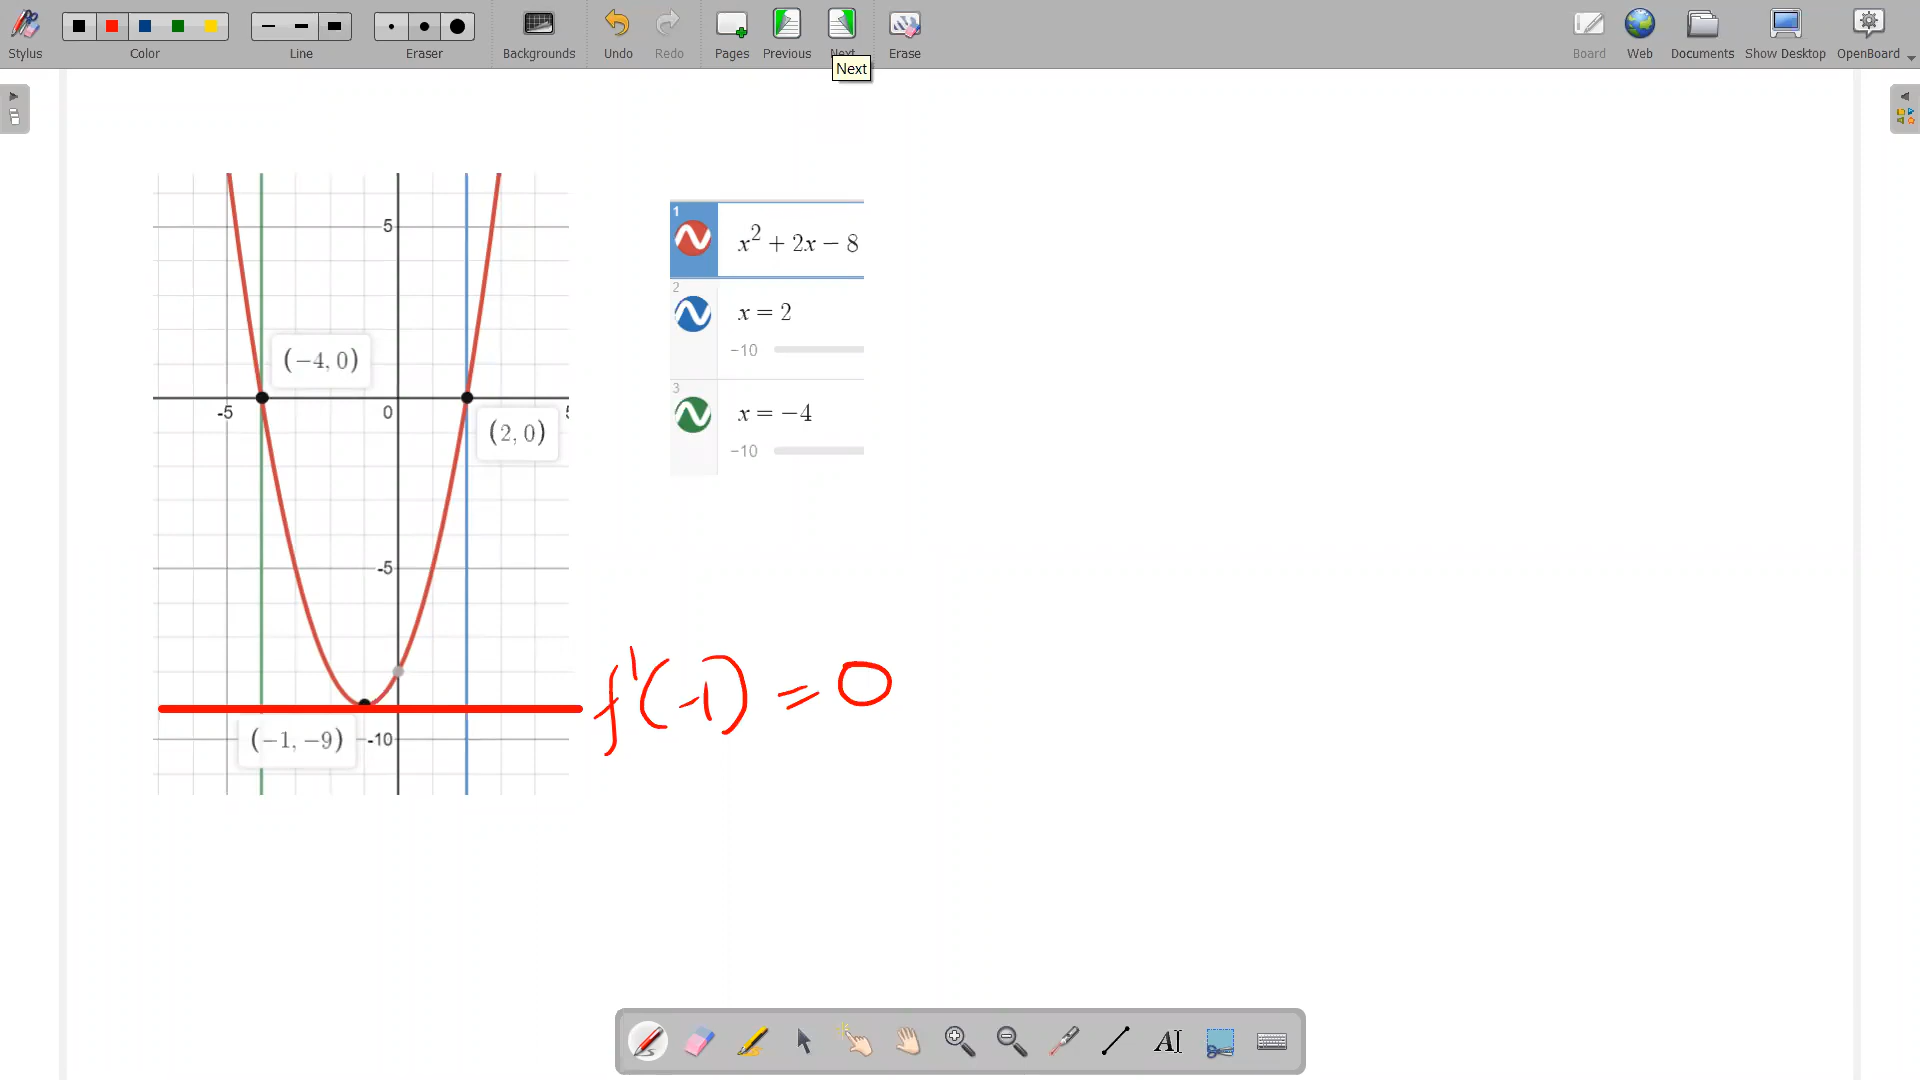 Stylus Color Line Eraser Backgrounds Undo Redo Pages Previous Next Erase Board Web Documents Show Desktop OpenBoard
Next
5
(−4, 0)
-5 0
(2, 0)
-5
(−1, −9) -10
1
x² + 2x − 8
2
x = 2
−10
3
x = −4
−10
f'(-1) = 0